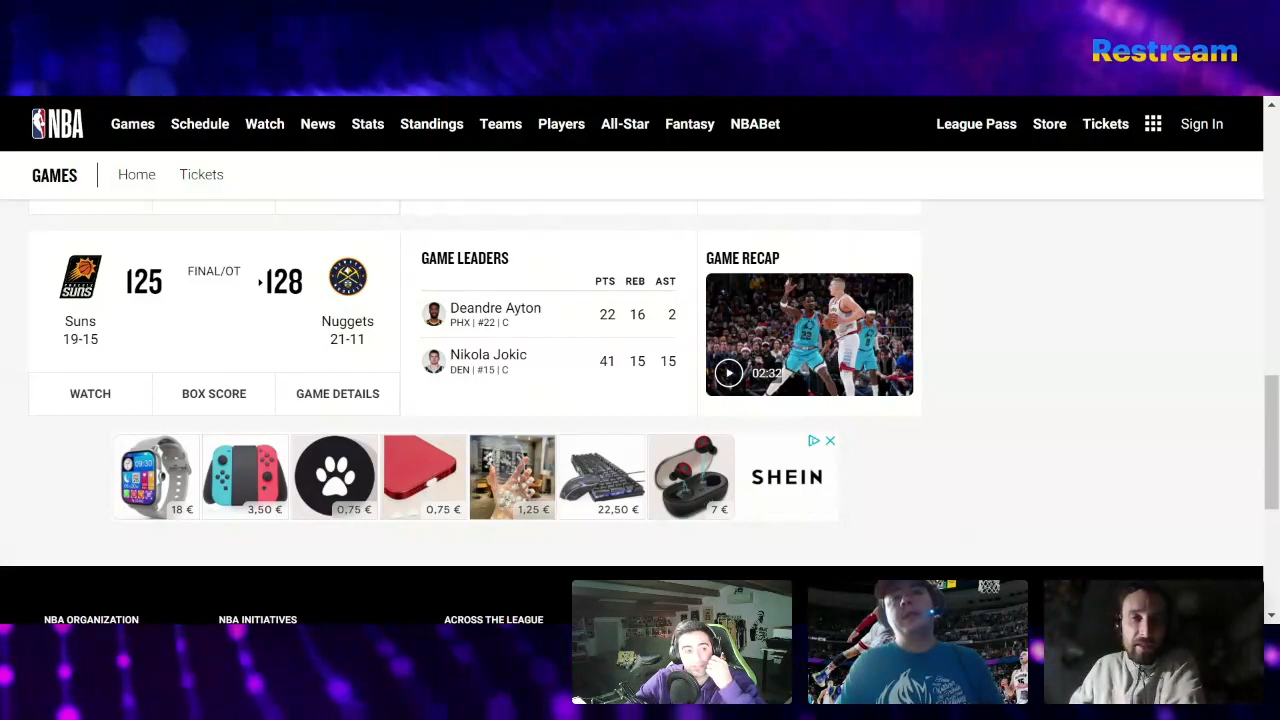 Restream
NBA Games Schedule Watch News Stats Standings Teams Players All-Star Fantasy NBABet League Pass Store Tickets Sign In
GAMES Home Tickets
SUNS 125 FINAL/OT 128
Suns
19-15
Nuggets
21-11
WATCH BOX SCORE GAME DETAILS
GAME LEADERS
PTS REB AST
Deandre Ayton 22 16 2
PHX | #22 | C
Nikola Jokic 41 15 15
DEN | #15 | C
GAME RECAP
02:32
18 € 3,50 € 0,75 € 0,75 € 1,25 € 22,50 € 7 €
SHEIN
NBA ORGANIZATION NBA INITIATIVES ACROSS THE LEAGUE